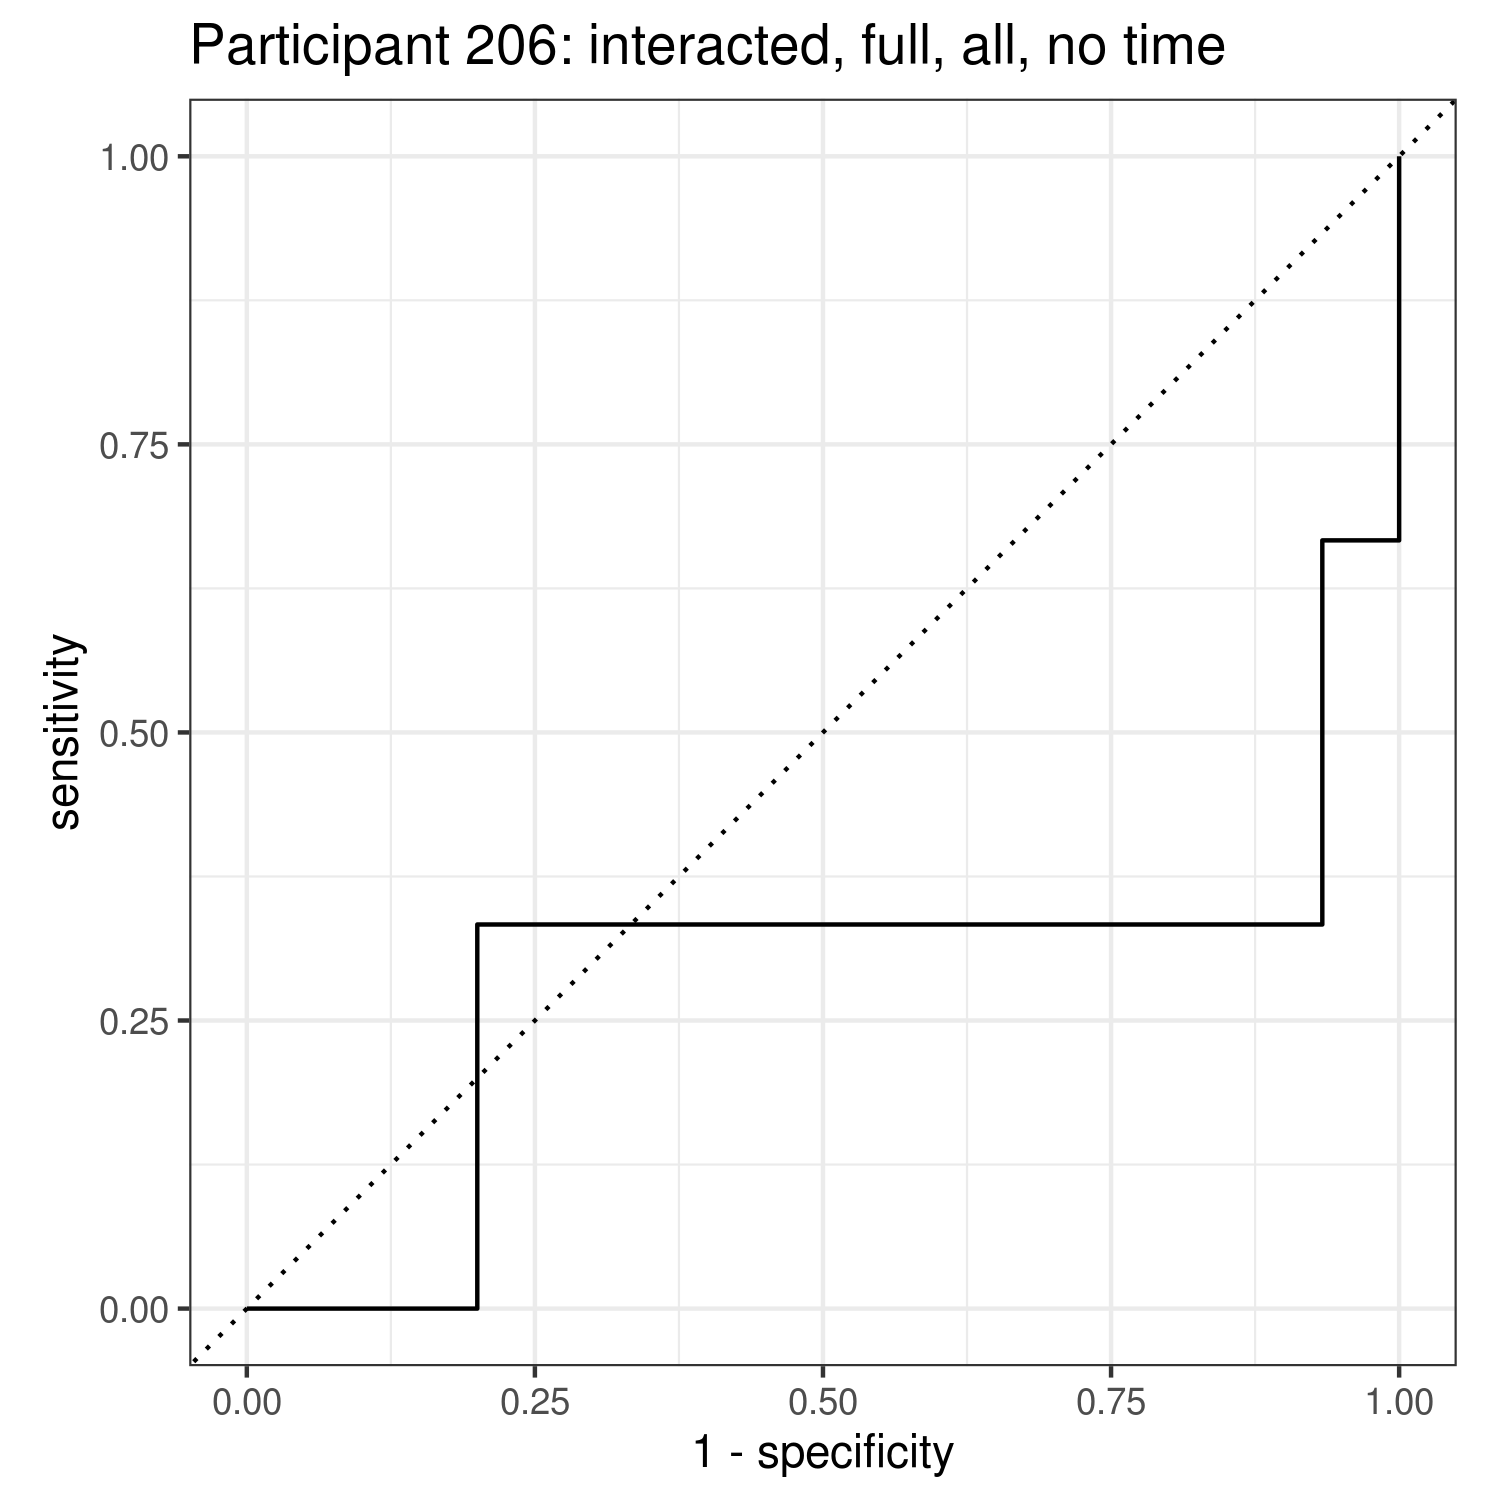 Participant 206: interacted, full, all, no time
1.00
0.75
0.50
0.25
0.00
sensitivity
0.00 0.25 0.50 0.75 1.00
1 - specificity